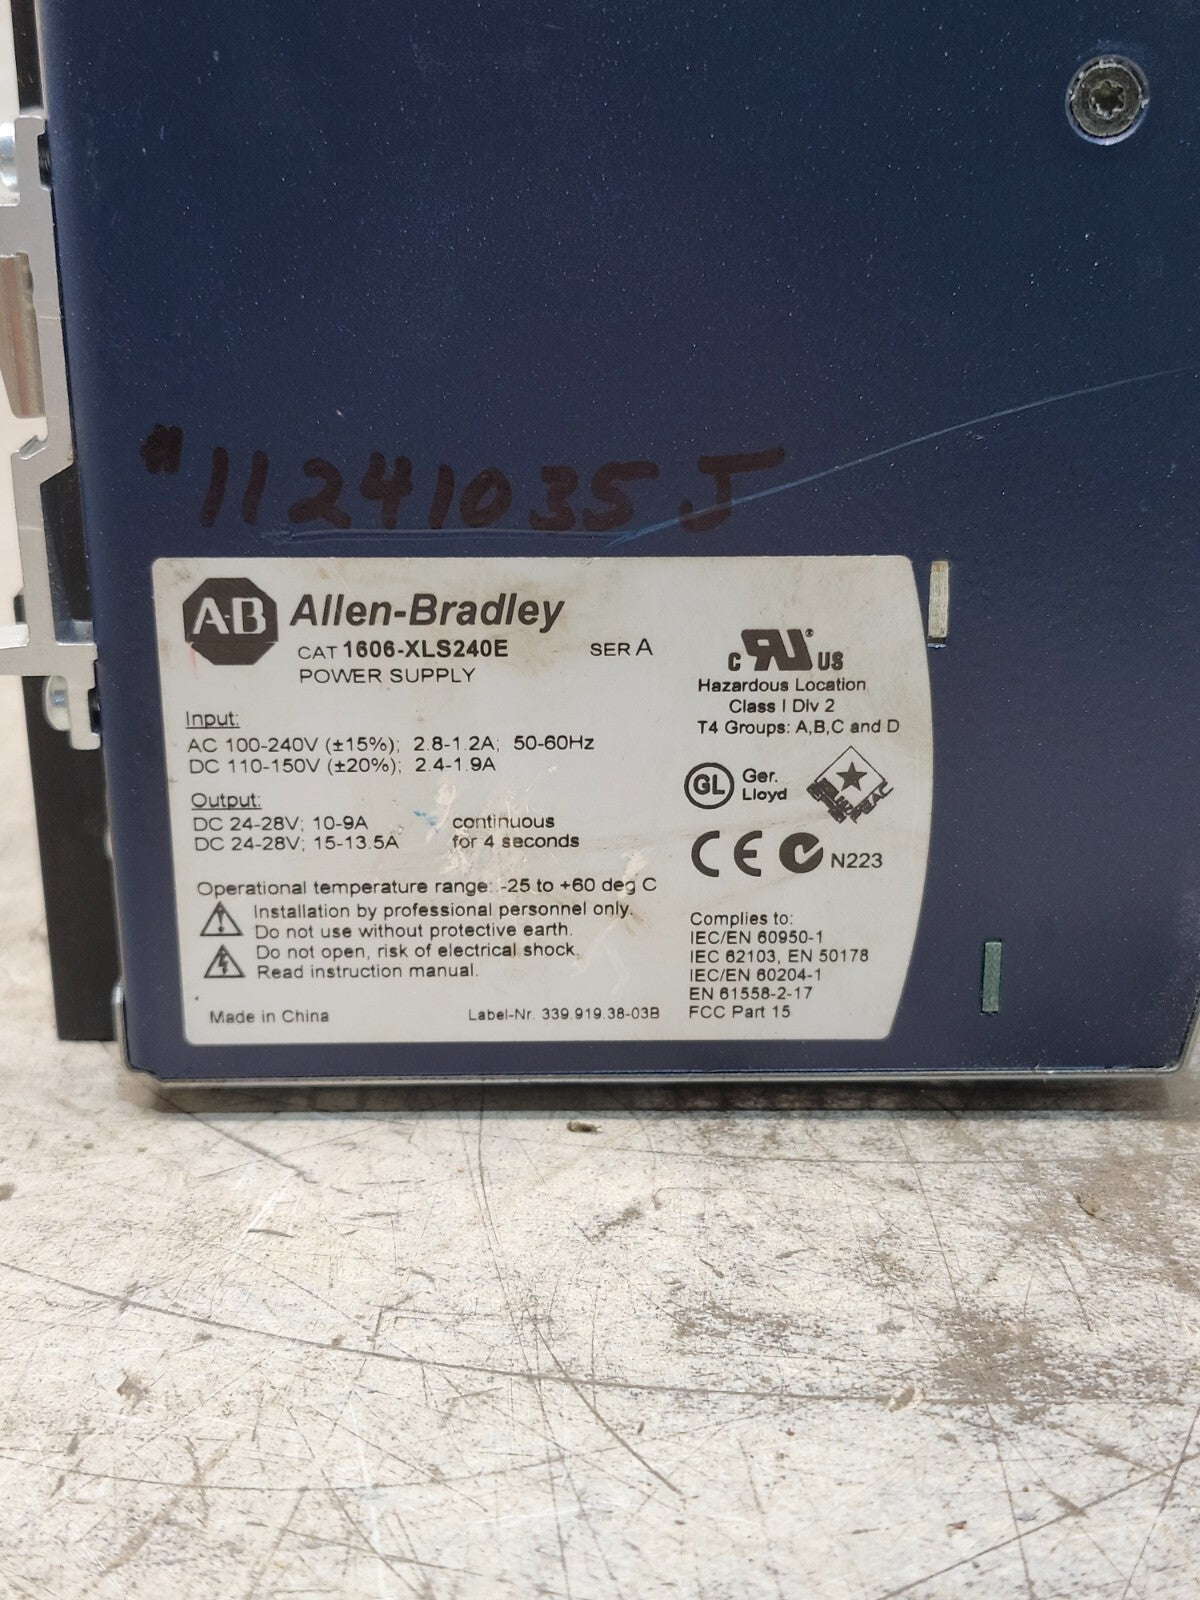 #11241035J
A-B Allen-Bradley
CAT 1606-XLS240E SER A
POWER SUPPLY
Input:
AC 100-240V (±15%); 2.8-1.2A; 50-60Hz
DC 110-150V (±20%); 2.4-1.9A
Output:
DC 24-28V; 10-9A continuous
DC 24-28V; 15-13.5A for 4 seconds
Operational temperature range: -25 to +60 deg C
Installation by professional personnel only.
Do not use without protective earth.
Do not open, risk of electrical shock.
Read instruction manual.
Made in China
Label-Nr. 339.919.38-03B
C RU® US
Hazardous Location
Class I Div 2
T4 Groups: A,B,C and D
GL Ger.
Lloyd
CE N223
Complies to:
IEC/EN 60950-1
IEC 62103, EN 50178
IEC/EN 60204-1
EN 61558-2-17
FCC Part 15